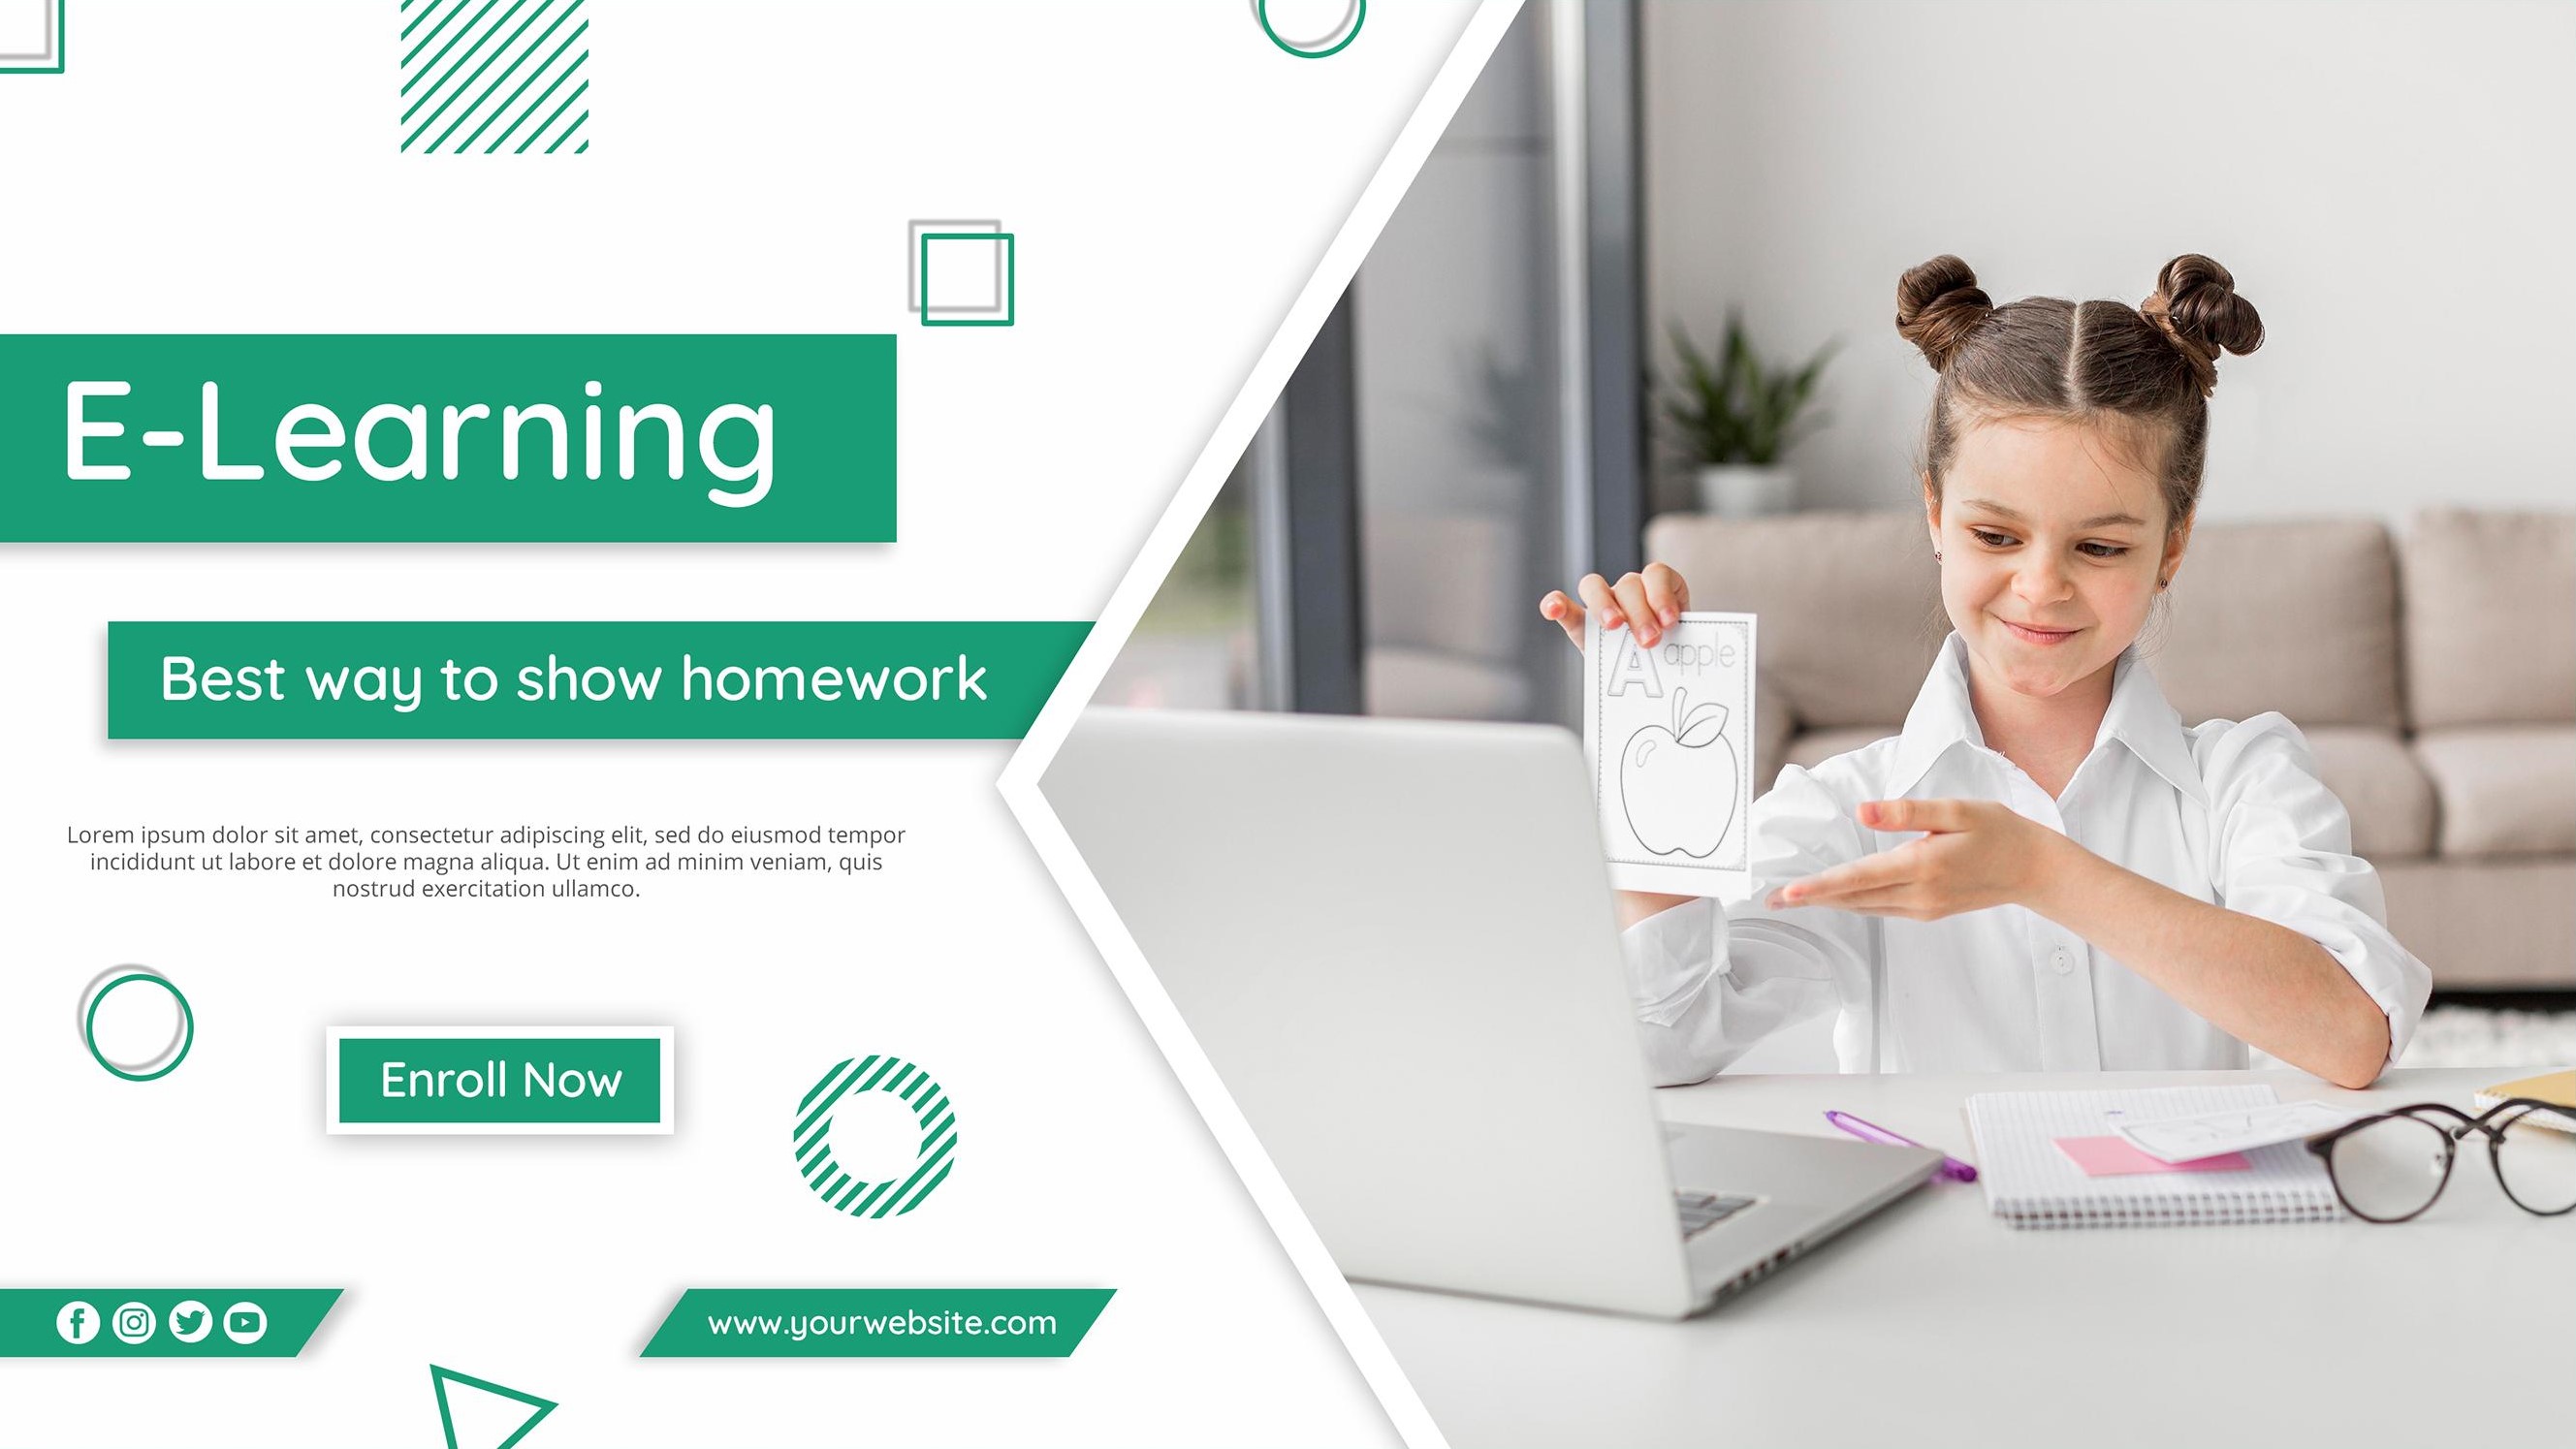 E-Learning
Best way to show homework
Lorem ipsum dolor sit amet, consectetur adipiscing elit, sed do eiusmod tempor
incididunt ut labore et dolore magna aliqua. Ut enim ad minim veniam, quis
nostrud exercitation ullamco.
Enroll Now
www.yourwebsite.com
A apple